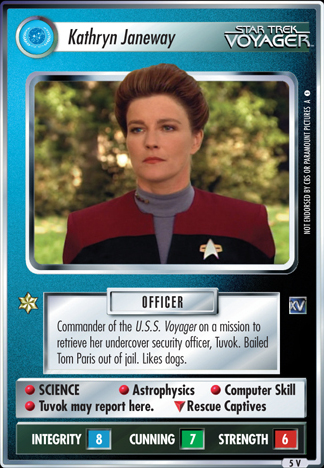 Kathryn Janeway
STAR TREK
VOYAGER
NOT ENDORSED BY CBS OR PARAMOUNT PICTURES A
OFFICER
Commander of the U.S.S. Voyager on a mission to
retrieve her undercover security officer, Tuvok. Bailed
Tom Paris out of jail. Likes dogs.
KV
SCIENCE Astrophysics Computer Skill
Tuvok may report here. Rescue Captives
INTEGRITY 8 CUNNING 7 STRENGTH 6
5 V